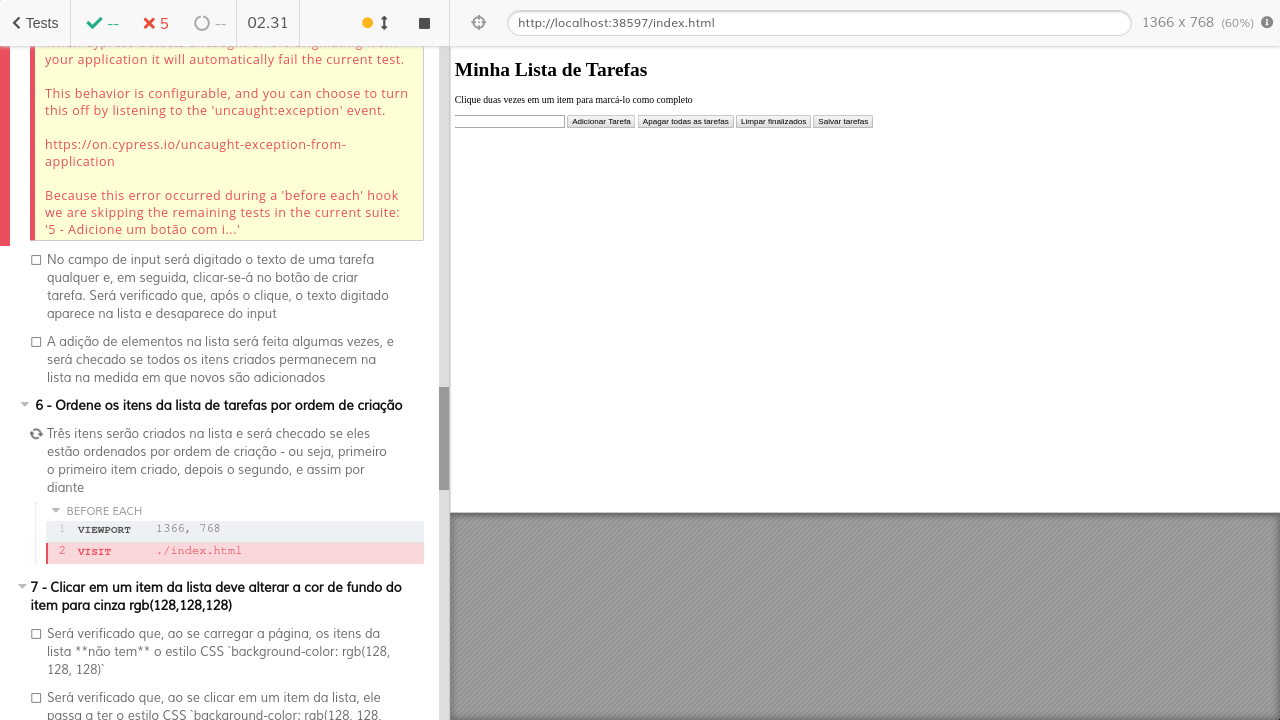 Tests
--
5
--
02.31
http://localhost:38597/index.html
1366 x 768 (60%)
your application it will automatically fail the current test.
This behavior is configurable, and you can choose to turn
this off by listening to the 'uncaught:exception' event.
https://on.cypress.io/uncaught-exception-from-
application
Because this error occurred during a 'before each' hook
we are skipping the remaining tests in the current suite:
'5 - Adicione um botão com i...'
No campo de input será digitado o texto de uma tarefa
qualquer e, em seguida, clicar-se-á no botão de criar
tarefa. Será verificado que, após o clique, o texto digitado
aparece na lista e desaparece do input
A adição de elementos na lista será feita algumas vezes, e
será checado se todos os itens criados permanecem na
lista na medida em que novos são adicionados
6 - Ordene os itens da lista de tarefas por ordem de criação
Três itens serão criados na lista e será checado se eles
estão ordenados por ordem de criação - ou seja, primeiro
o primeiro item criado, depois o segundo, e assim por
diante
BEFORE EACH
1 VIEWPORT 1366, 768
2 VISIT ./index.html
7 - Clicar em um item da lista deve alterar a cor de fundo do
item para cinza rgb(128,128,128)
Será verificado que, ao se carregar a página, os itens da
lista **não tem** o estilo CSS `background-color: rgb(128,
128, 128)`
Será verificado que, ao se clicar em um item da lista, ele
passa a ter o estilo CSS `background-color: rgb(128, 128,
Minha Lista de Tarefas
Clique duas vezes em um item para marcá-lo como completo
Adicionar Tarefa
Apagar todas as tarefas
Limpar finalizados
Salvar tarefas